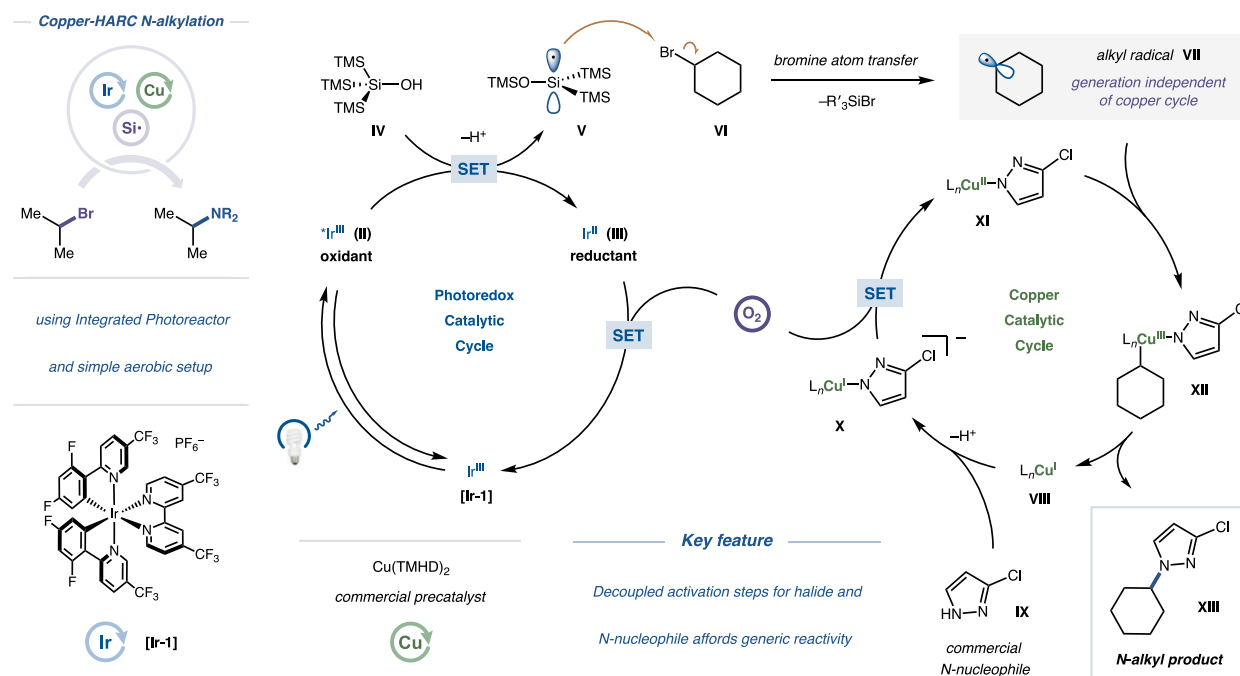 Copper-HARC N-alkylation
Ir
Cu
Si•
Me
Br
Me
Me
NR2
Me
using Integrated Photoreactor
and simple aerobic setup
CF3
PF6–
F
N
CF3
F
Ir
N
N
F
N
CF3
F
CF3
Ir
[Ir-1]
TMS
TMS
Si
OH
TMS
IV
TMSO
Si
TMS
TMS
V
Br
VI
bromine atom transfer
–R′3SiBr
alkyl radical VII
generation independent
of copper cycle
–H+
SET
*IrIII (II)
oxidant
IrII (III)
reductant
Photoredox
Catalytic
Cycle
SET
O2
IrIII
[Ir-1]
Cu(TMHD)2
commercial precatalyst
Cu
Key feature
Decoupled activation steps for halide and
N-nucleophile affords generic reactivity
LnCuII
N
N
Cl
XI
SET
Copper
Catalytic
Cycle
LnCuI
N
N
Cl
–
X
LnCuIII
N
N
Cl
XII
–H+
LnCuI
VIII
Cl
HN
N
IX
commercial
N-nucleophile
Cl
N
N
XIII
N-alkyl product